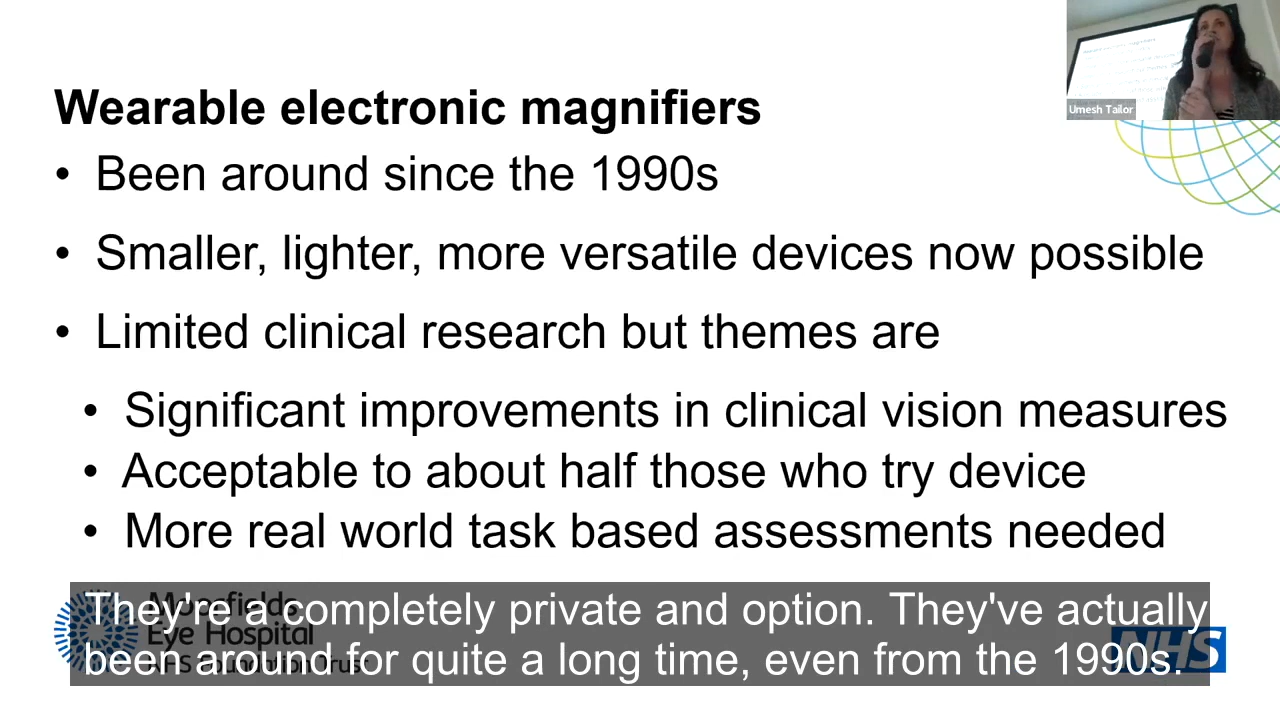 Umesh Tailor
Wearable electronic magnifiers
• Been around since the 1990s
• Smaller, lighter, more versatile devices now possible
• Limited clinical research but themes are
• Significant improvements in clinical vision measures
• Acceptable to about half those who try device
• More real world task based assessments needed
They're a completely private and option. They've actually
been around for quite a long time, even from the 1990s.
Moorfields
Eye Hospital
NHS Foundation Trust
NHS